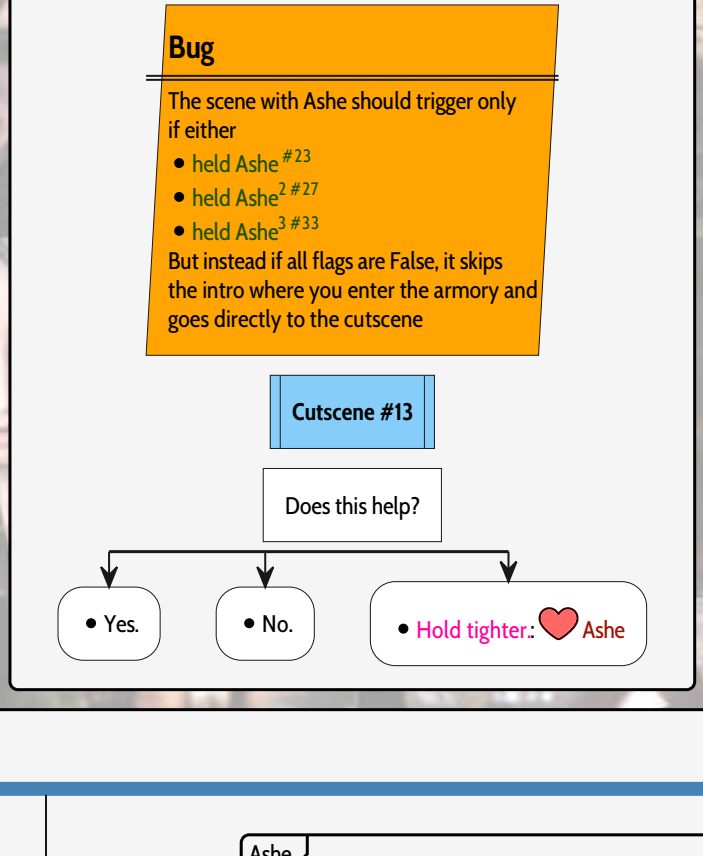 Bug
The scene with Ashe should trigger only
if either
• held Ashe #23
• held Ashe2 #27
• held Ashe3 #33
But instead if all flags are False, it skips
the intro where you enter the armory and
goes directly to the cutscene
Cutscene #13
Does this help?
• Yes.
• No.
• Hold tighter.: Ashe
Ashe